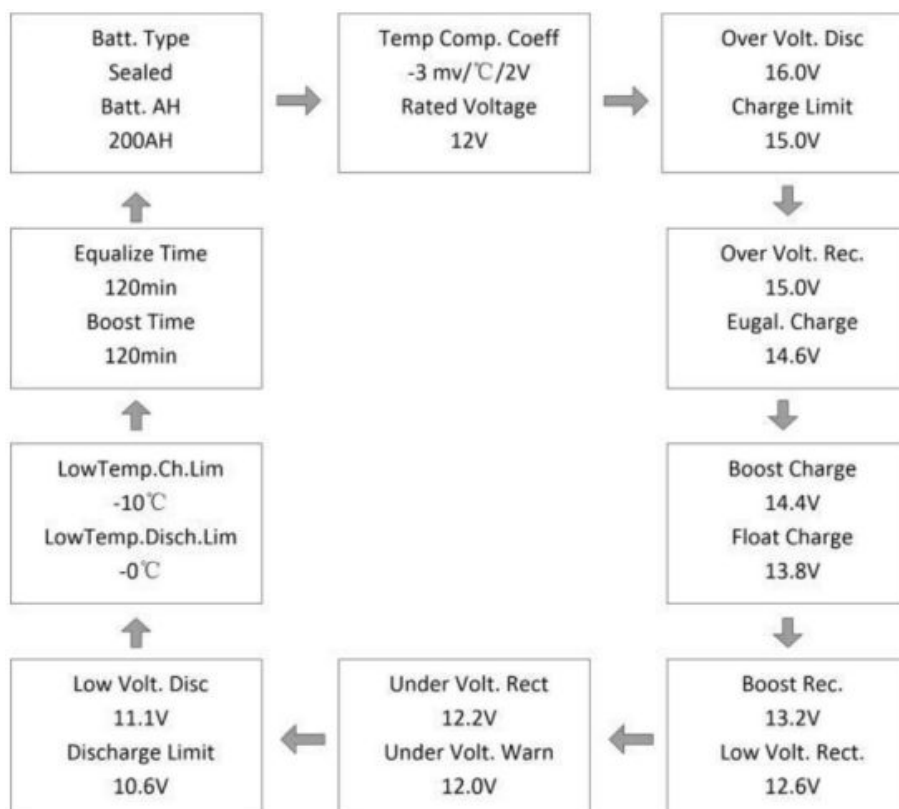 Batt. Type
Sealed
Batt. AH
200AH
Temp Comp. Coeff
-3 mv/℃/2V
Rated Voltage
12V
Over Volt. Disc
16.0V
Charge Limit
15.0V
Over Volt. Rec.
15.0V
Eugal. Charge
14.6V
Boost Charge
14.4V
Float Charge
13.8V
Boost Rec.
13.2V
Low Volt. Rect.
12.6V
Under Volt. Rect
12.2V
Under Volt. Warn
12.0V
Low Volt. Disc
11.1V
Discharge Limit
10.6V
LowTemp.Ch.Lim
-10℃
LowTemp.Disch.Lim
-0℃
Equalize Time
120min
Boost Time
120min